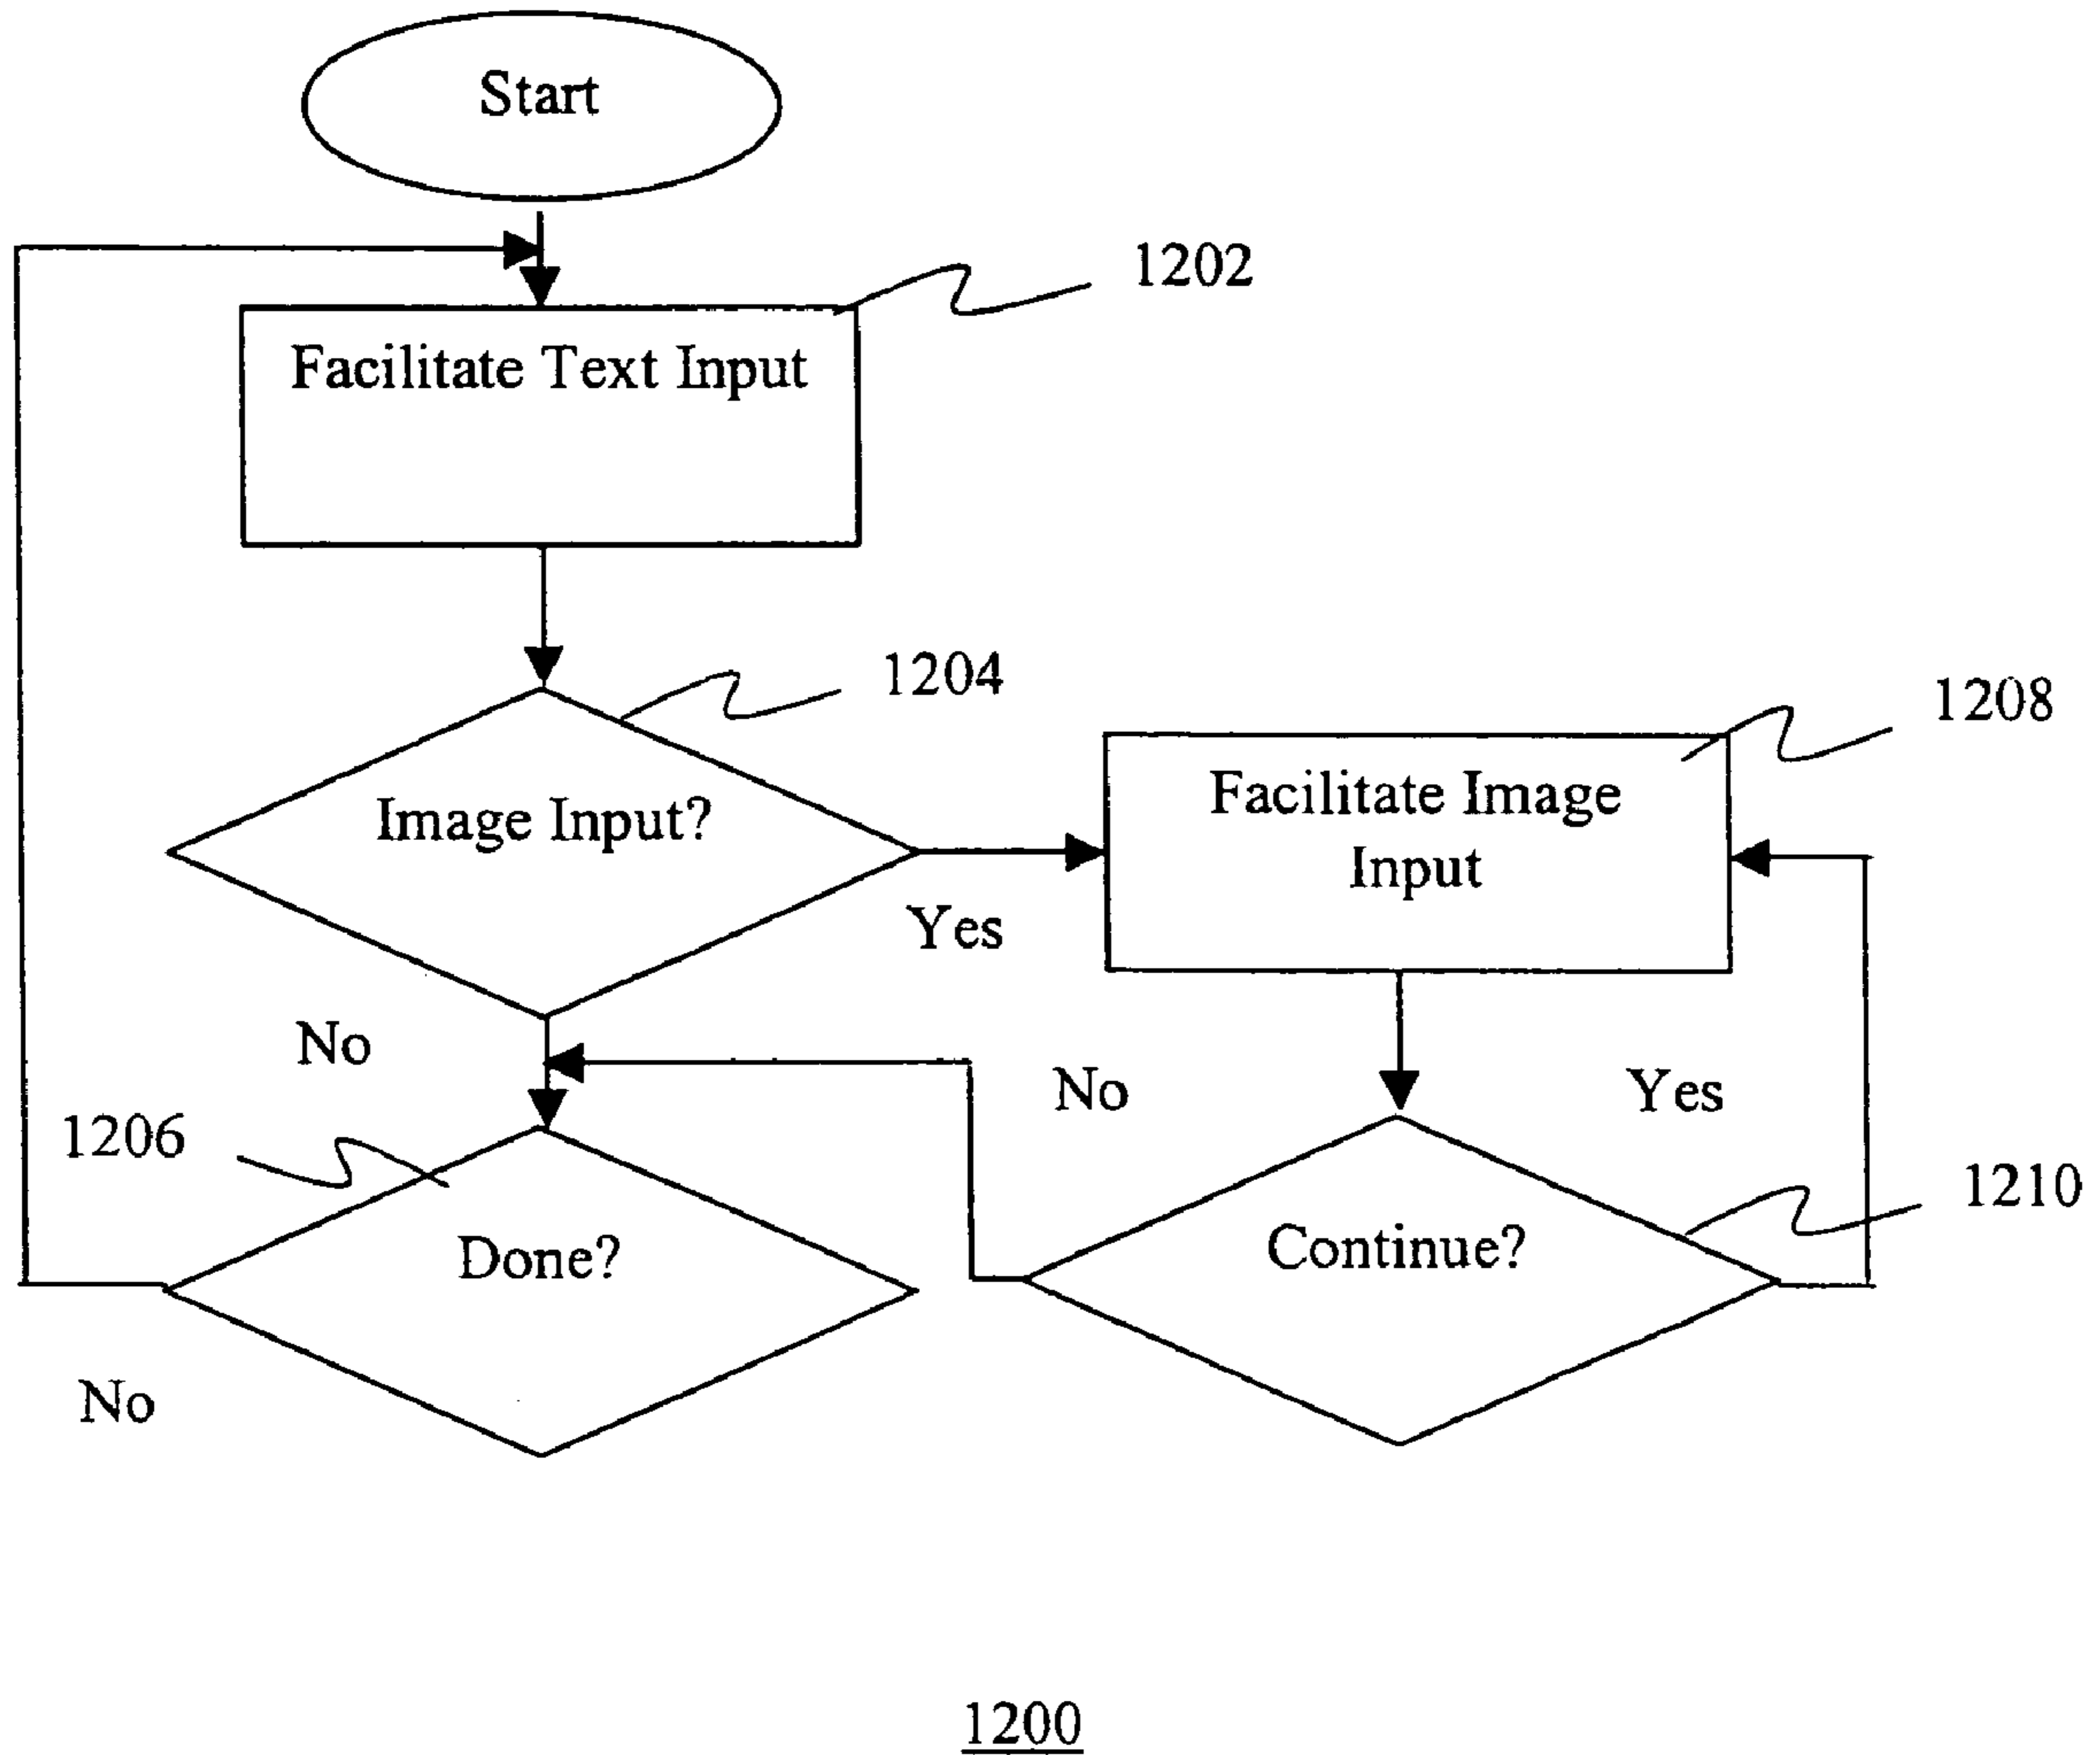 Start
1202
Facilitate Text Input
1204
1208
Image Input?
Facilitate Image
Input
Yes
No
No
Yes
1206
1210
Done?
Continue?
No
1200